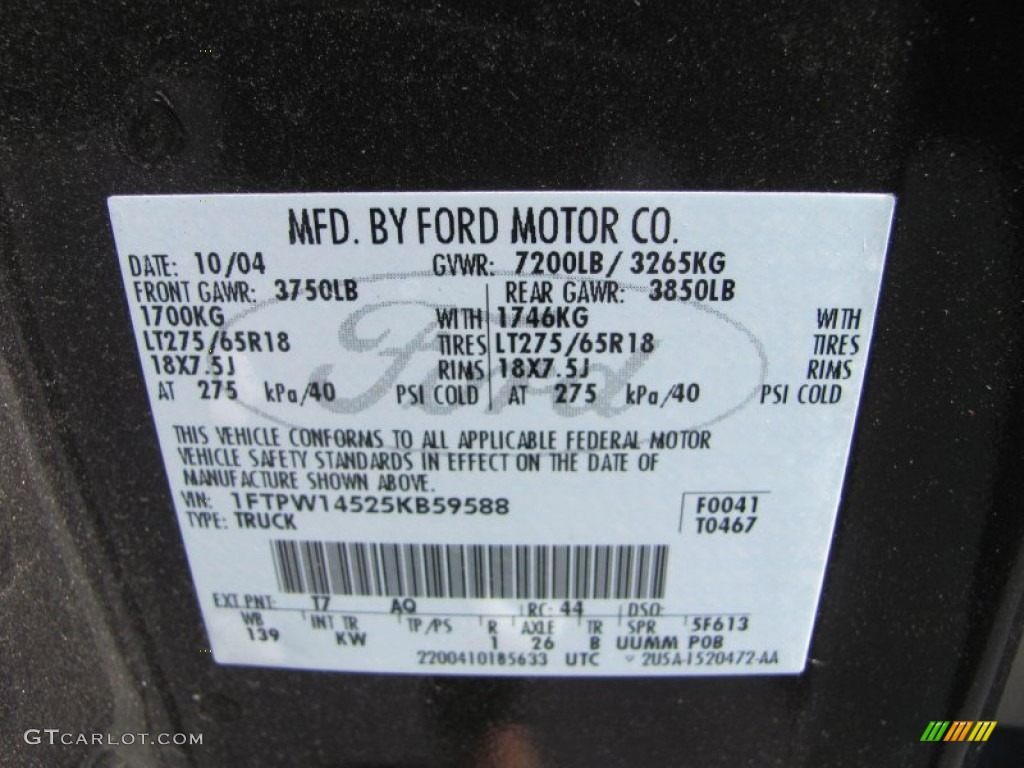 MFD. BY FORD MOTOR CO.
DATE: 10/04 GVWR: 7200LB/ 3265KG
FRONT GAWR: 3750LB REAR GAWR: 3850LB
1700KG WITH 1746KG WITH
LT275/65R18 TIRES LT275/65R18 TIRES
18X7.5J RIMS 18X7.5J RIMS
AT 275 kPa/40 PSI COLD AT 275 kPa/40 PSI COLD
Ford
THIS VEHICLE CONFORMS TO ALL APPLICABLE FEDERAL MOTOR
VEHICLE SAFETY STANDARDS IN EFFECT ON THE DATE OF
MANUFACTURE SHOWN ABOVE.
VIN: 1FTPW14525KB59588 F0041
TYPE: TRUCK T0467
EXT PNT: T7 AQ RC: 44 DSO:
WB INT TR TP/PS R AXLE TR SPR 5F613
139 KW 1 26 B UUMM POB
2200410185633 UTC 2U5A-1520472-AA
GTCARLOT.COM